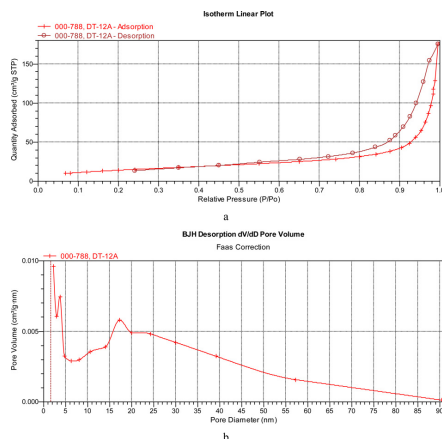 Isotherm Linear Plot
000-788, DT-12A - Adsorption
000-788, DT-12A - Desorption
Quantity Adsorbed (cm³/g STP)
150
100
50
0
0.0 0.1 0.2 0.3 0.4 0.5 0.6 0.7 0.8 0.9 1.0
Relative Pressure (P/Po)
a
BJH Desorption dV/dD Pore Volume
Faas Correction
000-788, DT-12A
Pore Volume (cm³/g·nm)
0.010
0.005
0.000
0 5 10 15 20 25 30 35 40 45 50 55 60 65 70 75 80 85 90
Pore Diameter (nm)
b